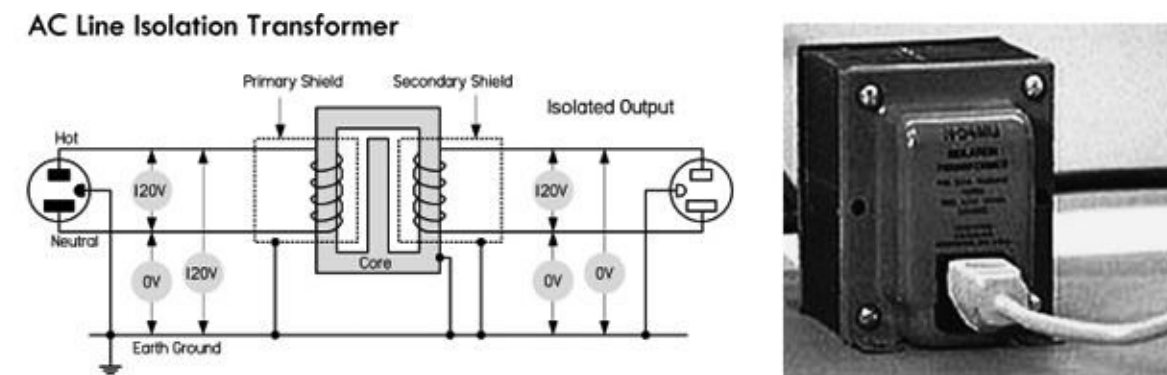 AC Line Isolation Transformer
Primary Shield
Secondary Shield
Isolated Output
Hot
120V
120V
Neutral
0V
120V
Core
0V
0V
Earth Ground
N-54MU
ISOLATION
TRANSFORMER